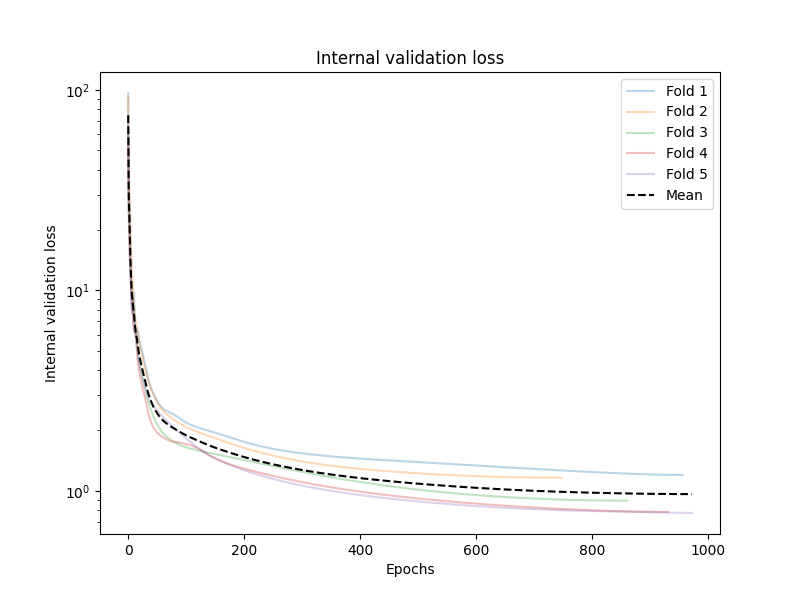 Internal validation loss
Fold 1
Fold 2
Fold 3
Fold 4
Fold 5
Mean
Internal validation loss
10²
10¹
10⁰
0 200 400 600 800 1000
Epochs